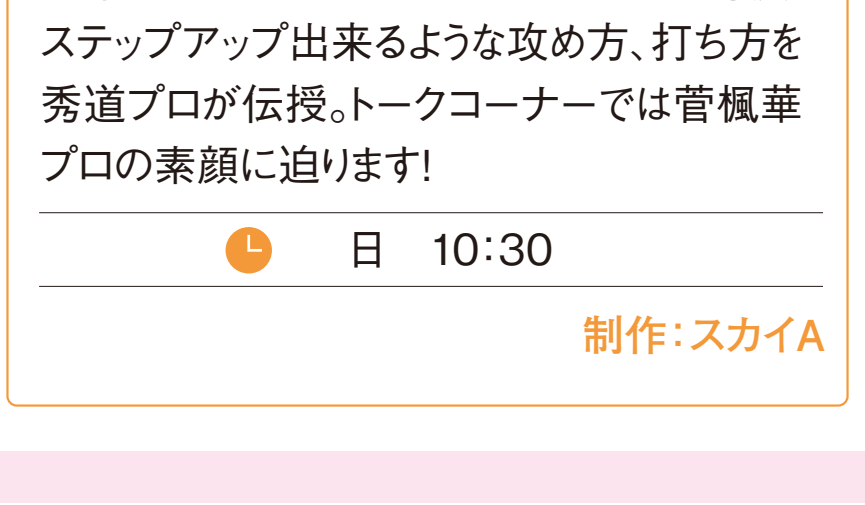 ステップアップ出来るような攻め方、打ち方を
秀道プロが伝授。トークコーナーでは菅楓華
プロの素顔に迫ります!
日 10:30
制作:スカイA